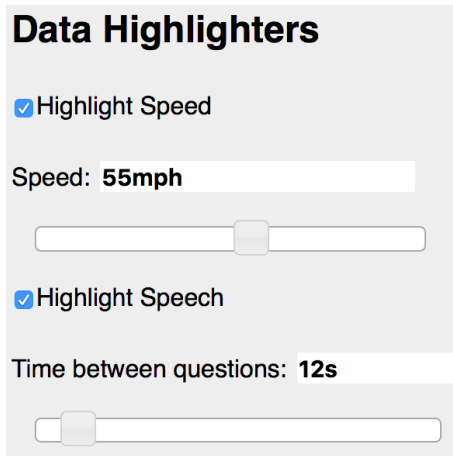 Data Highlighters
Highlight Speed
Speed: 55mph
Highlight Speech
Time between questions: 12s